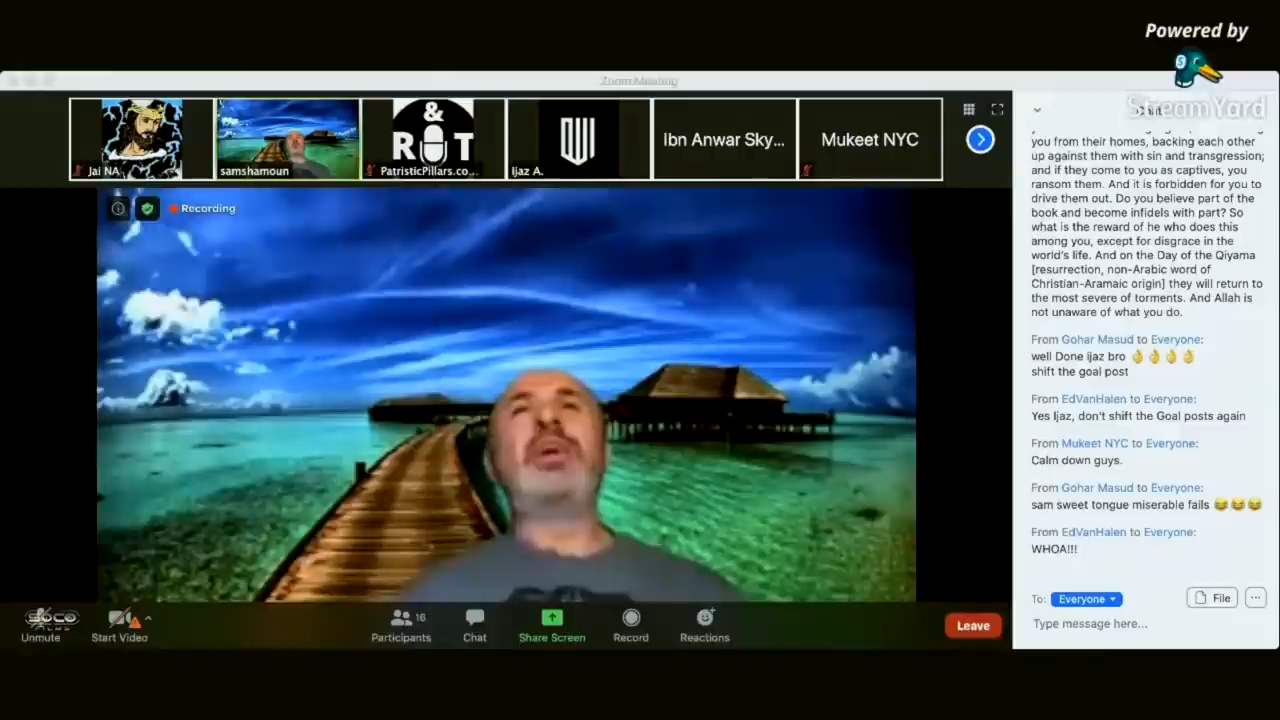 Powered by
StreamYard
Zoom Meeting
& 
R T
Ibn Anwar Sky...
Mukeet NYC
Jai NA
samshamoun
PatristicPillars.co...
Ijaz A.
Recording
you from their homes, backing each other
up against them with sin and transgression;
and if they come to you as captives, you
ransom them. And it is forbidden for you to
drive them out. Do you believe part of the
book and become infidels with part? So
what is the reward of he who does this
among you, except for disgrace in the
world's life. And on the Day of the Qiyama
[resurrection, non-Arabic word of
Christian-Aramaic origin] they will return to
the most severe of torments. And Allah is
not unaware of what you do.
From Gohar Masud to Everyone:
well Done ijaz bro 👌👌👌👌
shift the goal post
From EdVanHalen to Everyone:
Yes Ijaz, don't shift the Goal posts again
From Mukeet NYC to Everyone:
Calm down guys.
From Gohar Masud to Everyone:
sam sweet tongue miserable fails 😂😂😂
From EdVanHalen to Everyone:
WHOA!!!
To: Everyone
File
Type message here...
SOCO
FILMS
Unmute
Start Video
16
Participants
Chat
Share Screen
Record
Reactions
Leave